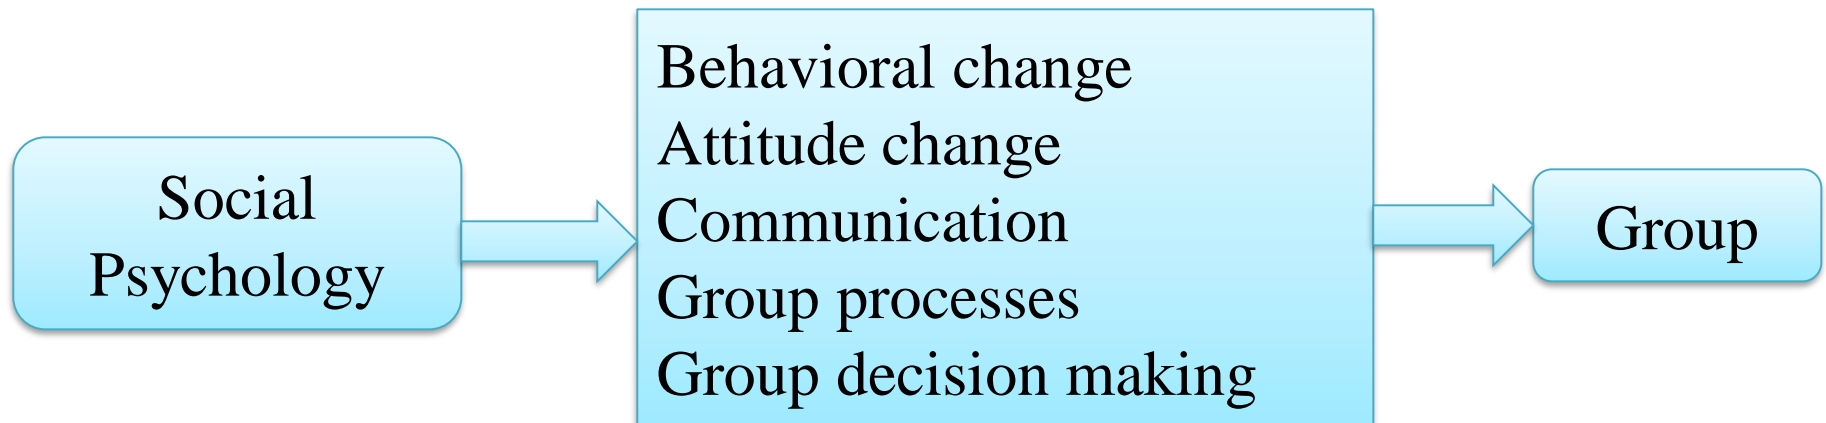 Social
Psychology
Behavioral change
Attitude change
Communication
Group processes
Group decision making
Group